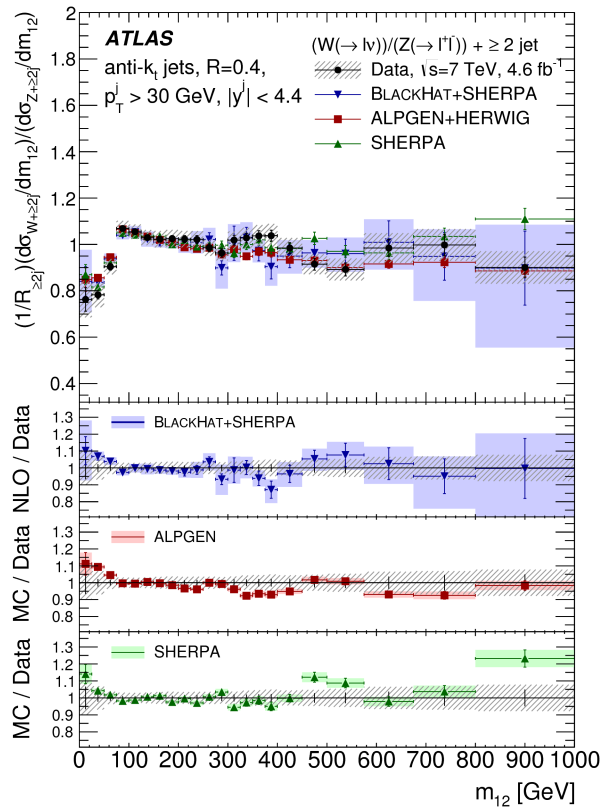 ATLAS
(W(→ lν))/(Z(→ l⁺l⁻)) + ≥ 2 jet
anti-kₜ jets, R=0.4,
p_T^j > 30 GeV, |y^j| < 4.4
Data, √s=7 TeV, 4.6 fb⁻¹
BLACKHAT+SHERPA
ALPGEN+HERWIG
SHERPA
(1/R_≥2j)(dσ_W+≥2j/dm₁₂)/(dσ_Z+≥2j/dm₁₂)
2
1.8
1.6
1.4
1.2
1
0.8
0.6
0.4
NLO / Data
BLACKHAT+SHERPA
1.3
1.2
1.1
1
0.9
0.8
MC / Data
ALPGEN
1.3
1.2
1.1
1
0.9
0.8
MC / Data
SHERPA
1.3
1.2
1.1
1
0.9
0.8
0 100 200 300 400 500 600 700 800 900 1000
m₁₂ [GeV]